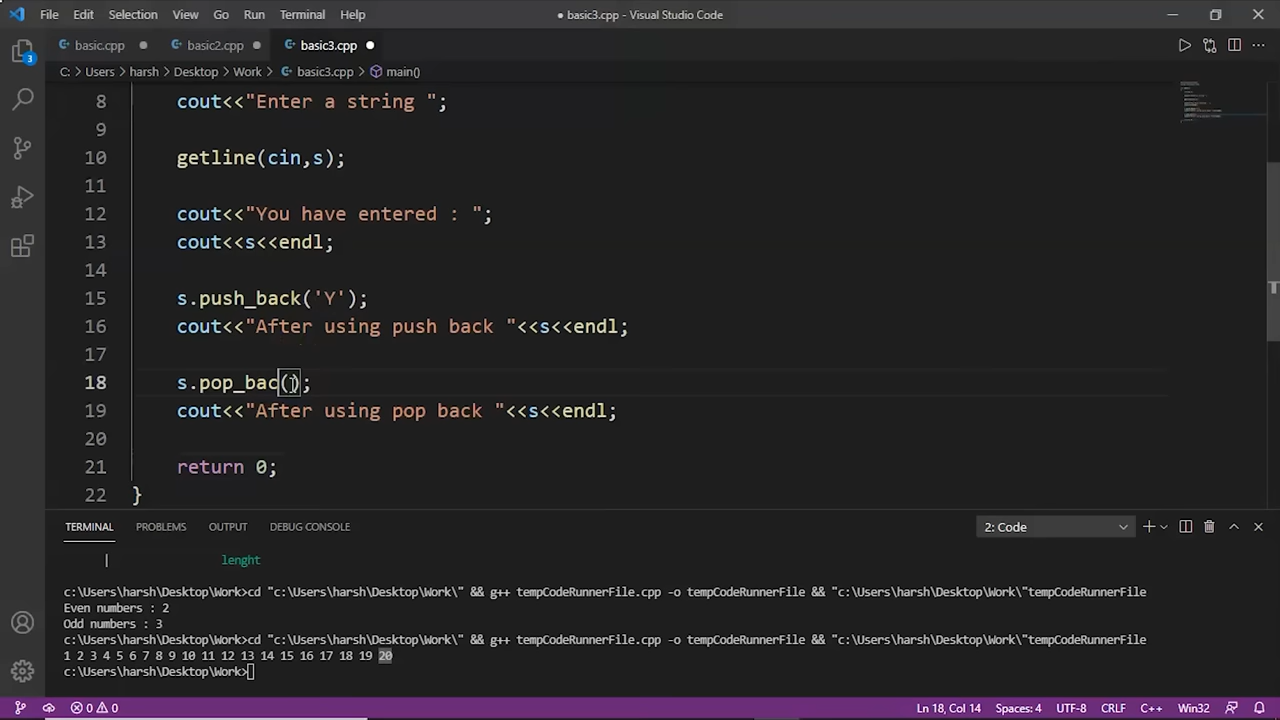 File Edit Selection View Go Run Terminal Help ● basic3.cpp - Visual Studio Code
basic.cpp ● basic2.cpp ● basic3.cpp ●
C: > Users > harsh > Desktop > Work > basic3.cpp > main()
3
8 cout<<"Enter a string ";
9
10 getline(cin,s);
11
12 cout<<"You have entered : ";
13 cout<<s<<endl;
14
15 s.push_back('Y');
16 cout<<"After using push back "<<s<<endl;
17
18 s.pop_bac();
19 cout<<"After using pop back "<<s<<endl;
20
21 return 0;
22 }
TERMINAL PROBLEMS OUTPUT DEBUG CONSOLE 2: Code
| lenght
c:\Users\harsh\Desktop\Work>cd "c:\Users\harsh\Desktop\Work\" && g++ tempCodeRunnerFile.cpp -o tempCodeRunnerFile && "c:\Users\harsh\Desktop\Work\"tempCodeRunnerFile
Even numbers : 2
Odd numbers : 3
c:\Users\harsh\Desktop\Work>cd "c:\Users\harsh\Desktop\Work\" && g++ tempCodeRunnerFile.cpp -o tempCodeRunnerFile && "c:\Users\harsh\Desktop\Work\"tempCodeRunnerFile
1 2 3 4 5 6 7 8 9 10 11 12 13 14 15 16 17 18 19 20
c:\Users\harsh\Desktop\Work>
0 0 Ln 18, Col 14 Spaces: 4 UTF-8 CRLF C++ Win32